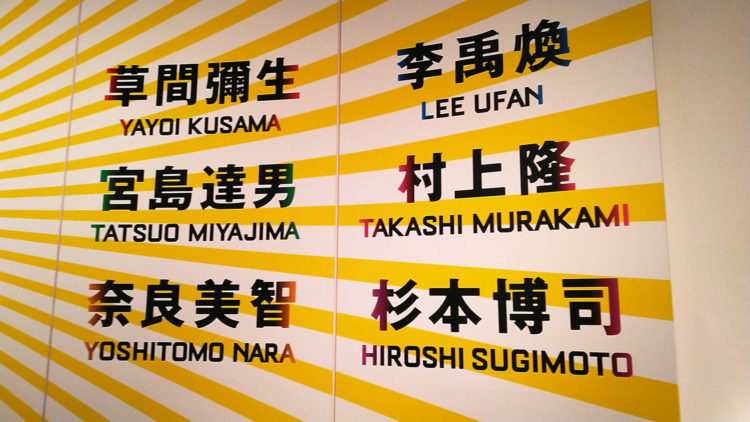 草間彌生
YAYOI KUSAMA
李禹煥
LEE UFAN
宮島達男
TATSUO MIYAJIMA
村上隆
TAKASHI MURAKAMI
奈良美智
YOSHITOMO NARA
杉本博司
HIROSHI SUGIMOTO